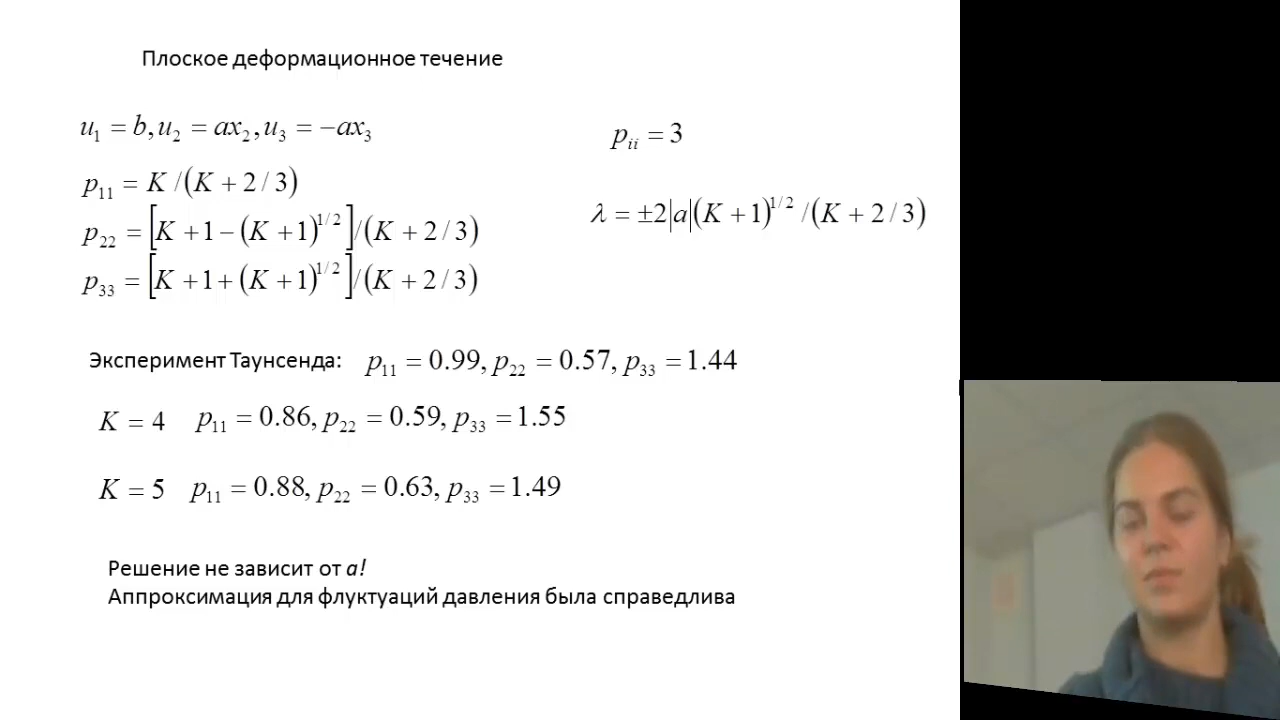 Плоское деформационное течение
u₁ = b, u₂ = ax₂, u₃ = −ax₃
p₁₁ = K /(K + 2 / 3)
p₂₂ = [K + 1 − (K + 1)^{1/2}]/(K + 2 / 3)
p₃₃ = [K + 1 + (K + 1)^{1/2}]/(K + 2 / 3)
p_{ii} = 3
λ = ±2|a|(K + 1)^{1/2} /(K + 2 / 3)
Эксперимент Таунсенда: p₁₁ = 0.99, p₂₂ = 0.57, p₃₃ = 1.44
K = 4 p₁₁ = 0.86, p₂₂ = 0.59, p₃₃ = 1.55
K = 5 p₁₁ = 0.88, p₂₂ = 0.63, p₃₃ = 1.49
Решение не зависит от a!
Аппроксимация для флуктуаций давления была справедлива